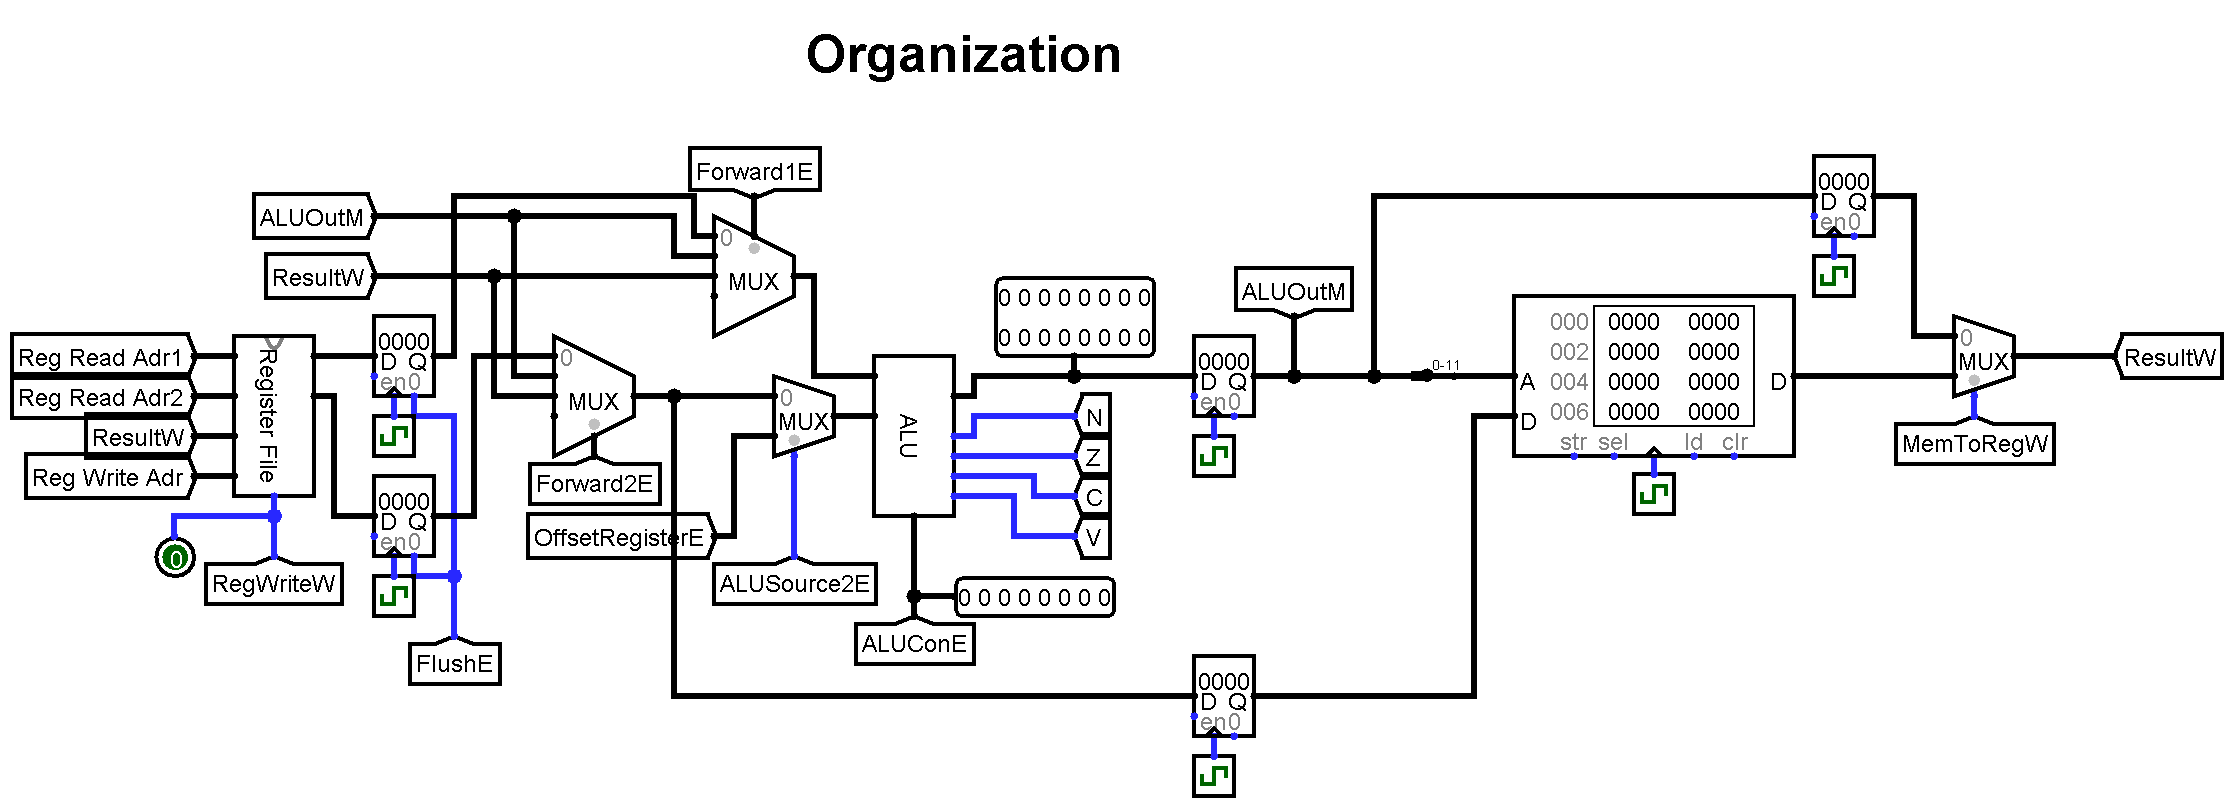 Organization
Forward1E
ALUOutM
ResultW
0
MUX
Reg Read Adr1
Reg Read Adr2
ResultW
Reg Write Adr
Register File
0
RegWriteW
0000
D Q
en0
0000
D Q
en0
FlushE
0
MUX
Forward2E
OffsetRegisterE
0
MUX
ALUSource2E
ALU
ALUConE
0 0 0 0 0 0 0 0
0 0 0 0 0 0 0 0
0 0 0 0 0 0 0 0
N
Z
C
V
0000
D Q
en0
ALUOutM
0-11
0000
D Q
en0
A
D
000 0000 0000
002 0000 0000
004 0000 0000
006 0000 0000
D
str sel ld clr
0000
D Q
en0
0
MUX
MemToRegW
ResultW